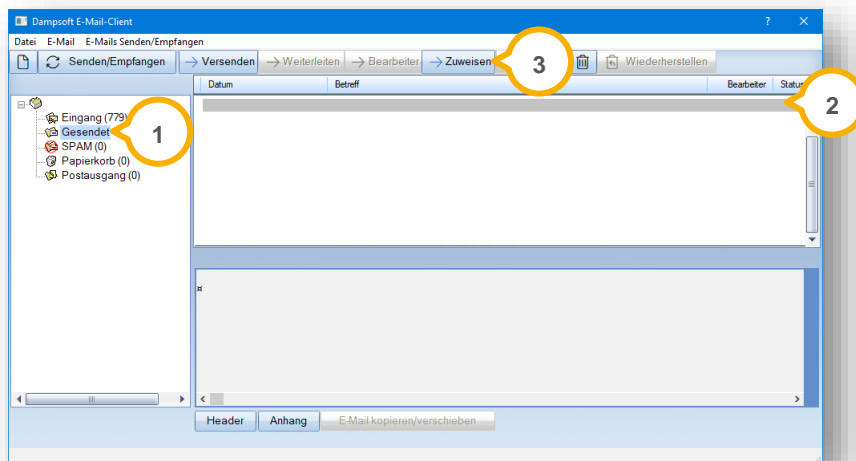 Dampsoft E-Mail-Client ?
Datei E-Mail E-Mails Senden/Empfangen
Senden/Empfangen Versenden Weiterleiten Bearbeiter Zuweisen 3 Wiederherstellen
Datum Betreff Bearbeiter Status
2
Eingang (779)
Gesendet 1
SPAM (0)
Papierkorb (0)
Postausgang (0)
¤
Header Anhang E-Mail kopieren/verschieben